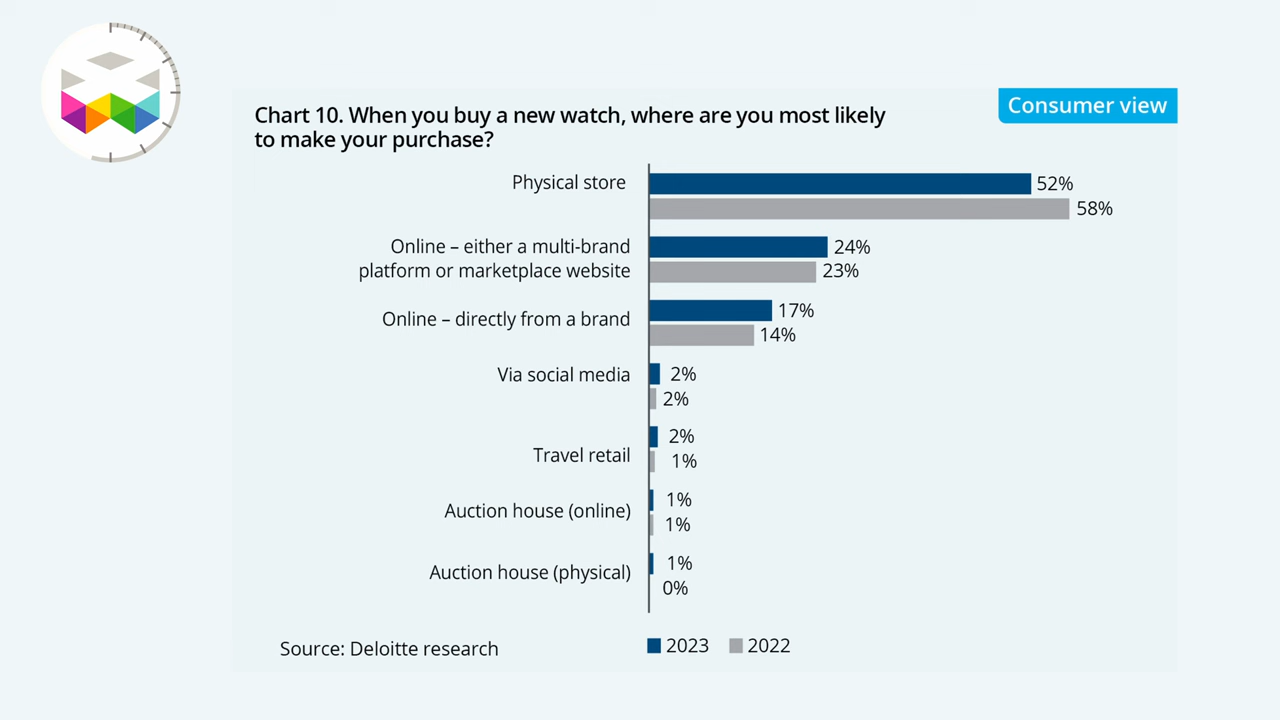 Consumer view
Chart 10. When you buy a new watch, where are you most likely
to make your purchase?
Physical store
52%
58%
Online – either a multi-brand
platform or marketplace website
24%
23%
Online – directly from a brand
17%
14%
Via social media
2%
2%
Travel retail
2%
1%
Auction house (online)
1%
1%
Auction house (physical)
1%
0%
Source: Deloitte research
2023
2022